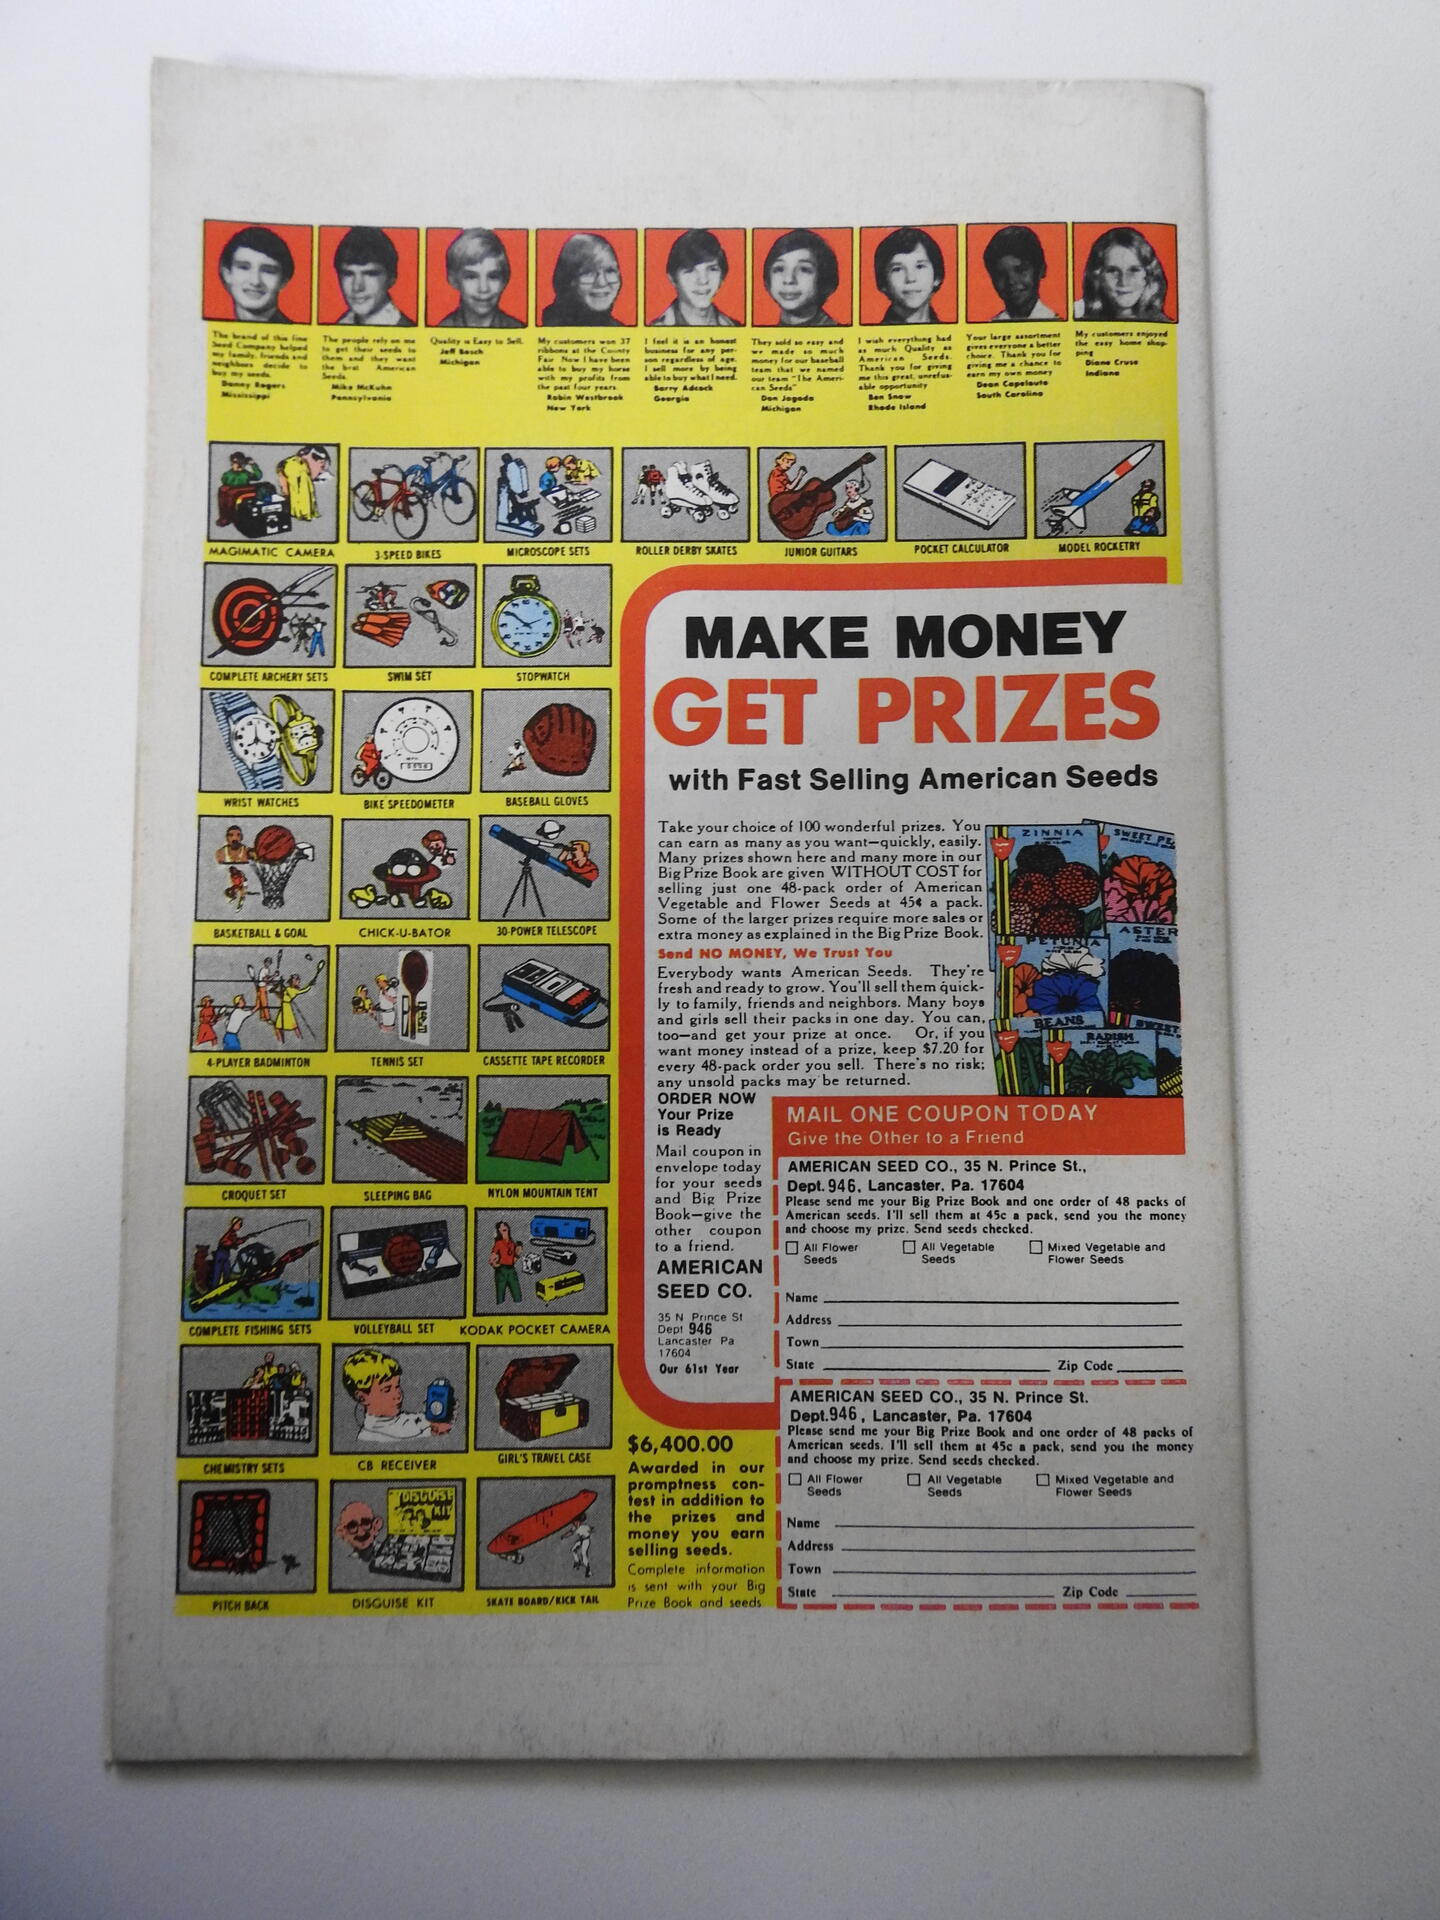 The brand of this fine
Seed Company helped
my family, friends and
neighbors decide to
buy my seeds.
Danny Rogers
Mississippi
The people rely on me
to get their seeds to
them and they want
the best American
Seeds.
Mike McKuhn
Pennsylvania
Quality is Easy to Sell.
Jeff Basch
Michigan
My customers won 37
ribbons at the County
Fair. Now I have been
able to buy my horse
with my profits from
the past four years.
Robin Westbrook
New York
I feel it is an honest
business for any per-
son regardless of age.
I sell more by being
able to buy what I need.
Barry Adcock
Georgia
They sold so easy and
we made so much
money for our baseball
team that we named
our team "The Ameri-
can Seeds"
Don Jagoda
Michigan
I wish everything had
as much Quality as
American Seeds.
Thank you for giving
me this great, unrefus-
able opportunity
Ben Snow
Rhode Island
Your large assortment
gives everyone a better
choice. Thank you for
giving me a chance to
earn my own money
Dean Capelouto
South Carolina
My customers enjoyed
the easy home shop-
ping
Diane Cruse
Indiana
MAGIMATIC CAMERA
3-SPEED BIKES
MICROSCOPE SETS
ROLLER DERBY SKATES
JUNIOR GUITARS
POCKET CALCULATOR
MODEL ROCKETRY
COMPLETE ARCHERY SETS
SWIM SET
STOPWATCH
WRIST WATCHES
BIKE SPEEDOMETER
BASEBALL GLOVES
BASKETBALL & GOAL
CHICK-U-BATOR
30-POWER TELESCOPE
4-PLAYER BADMINTON
TENNIS SET
CASSETTE TAPE RECORDER
CROQUET SET
SLEEPING BAG
NYLON MOUNTAIN TENT
COMPLETE FISHING SETS
VOLLEYBALL SET
KODAK POCKET CAMERA
CHEMISTRY SETS
CB RECEIVER
GIRL'S TRAVEL CASE
PITCH BACK
DISGUISE KIT
DISGUISE KIT
SKATE BOARD/KICK TAIL
MAKE MONEY
GET PRIZES
with Fast Selling American Seeds
Take your choice of 100 wonderful prizes. You
can earn as many as you want—quickly, easily.
Many prizes shown here and many more in our
Big Prize Book are given WITHOUT COST for
selling just one 48-pack order of American
Vegetable and Flower Seeds at 45¢ a pack.
Some of the larger prizes require more sales or
extra money as explained in the Big Prize Book.
Send NO MONEY, We Trust You
Everybody wants American Seeds. They're
fresh and ready to grow. You'll sell them quick-
ly to family, friends and neighbors. Many boys
and girls sell their packs in one day. You can,
too—and get your prize at once. Or, if you
want money instead of a prize, keep $7.20 for
every 48-pack order you sell. There's no risk;
any unsold packs may be returned.
ZINNIA
SWEET PE
PETUNIA
ASTER
BEANS
RADISH
SWEET
ORDER NOW
Your Prize
is Ready
Mail coupon in
envelope today
for your seeds
and Big Prize
Book—give the
other coupon
to a friend.
AMERICAN
SEED CO.
35 N Prince St
Dept 946
Lancaster Pa
17604
Our 61st Year
MAIL ONE COUPON TODAY
Give the Other to a Friend
AMERICAN SEED CO., 35 N. Prince St.,
Dept. 946, Lancaster, Pa. 17604
Please send me your Big Prize Book and one order of 48 packs of
American seeds. I'll sell them at 45c a pack, send you the money
and choose my prize. Send seeds checked.
All Flower
Seeds
All Vegetable
Seeds
Mixed Vegetable and
Flower Seeds
Name
Address
Town
State Zip Code
AMERICAN SEED CO., 35 N. Prince St.
Dept.946, Lancaster, Pa. 17604
Please send me your Big Prize Book and one order of 48 packs of
American seeds. I'll sell them at 45c a pack, send you the money
and choose my prize. Send seeds checked.
All Flower
Seeds
All Vegetable
Seeds
Mixed Vegetable and
Flower Seeds
Name
Address
Town
State Zip Code
$6,400.00
Awarded in our
promptness con-
test in addition to
the prizes and
money you earn
selling seeds.
Complete information
is sent with your Big
Prize Book and seeds